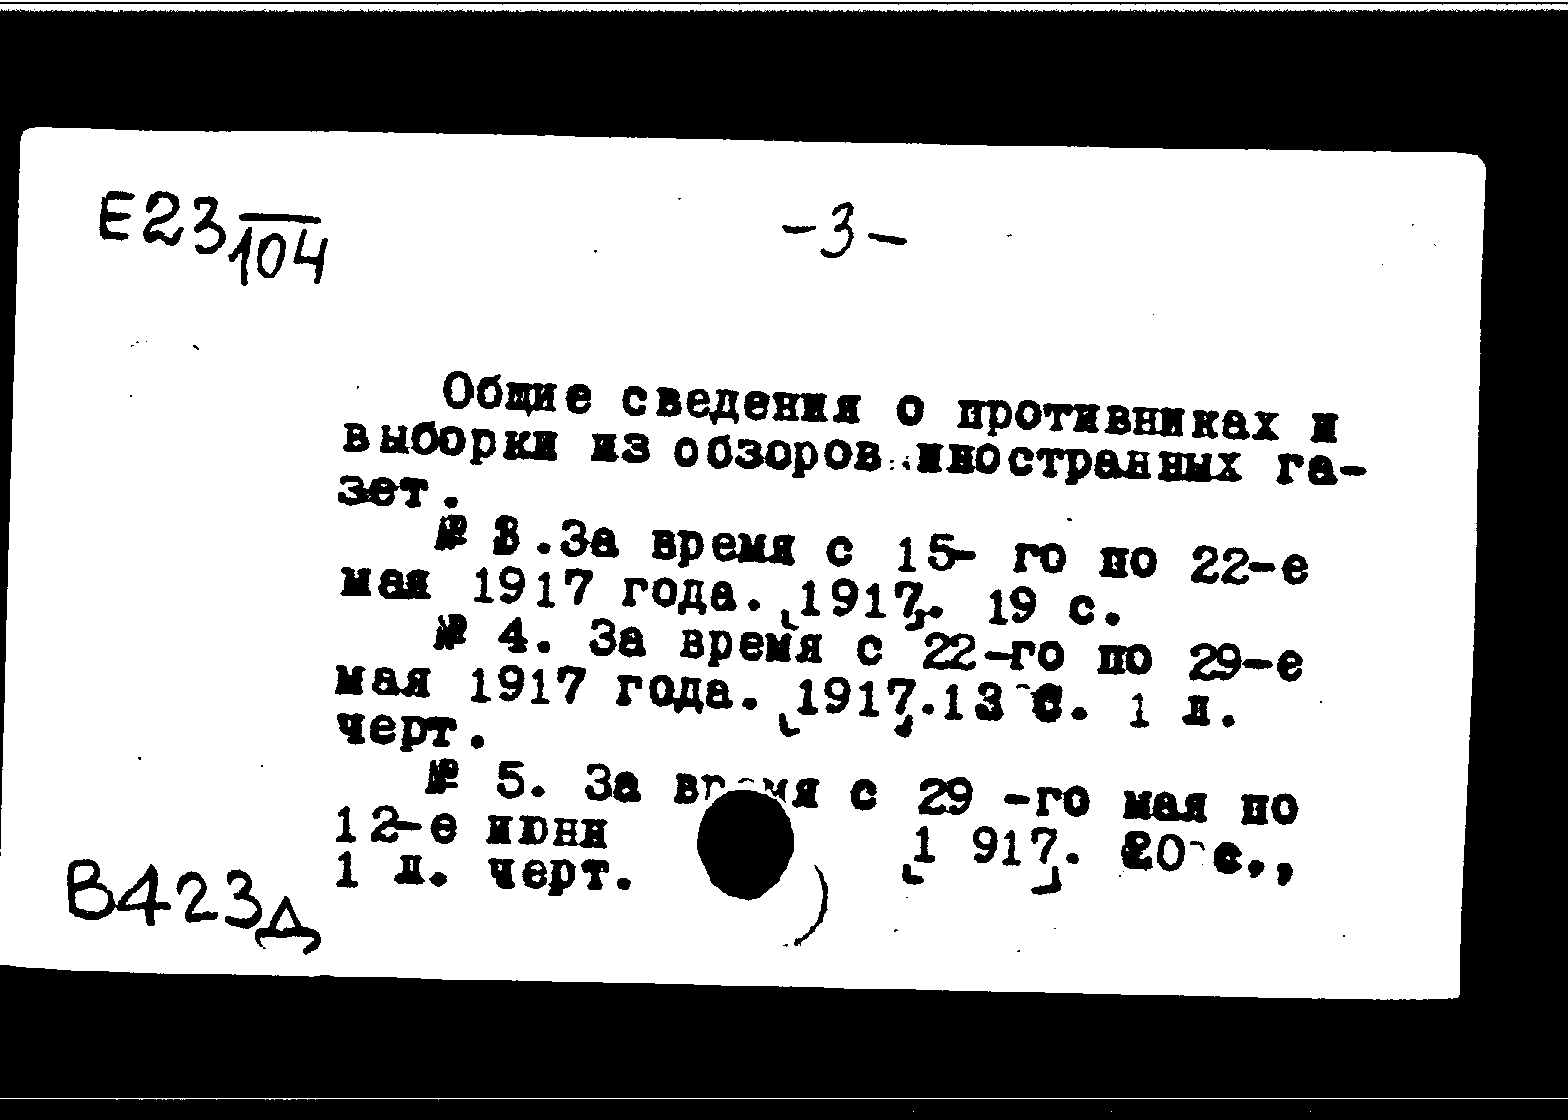 Е23 104
-3-
Общие сведения о противниках и
выборки из обзоров иностранных га-
зет.
№ 3.За время с 15- го по 22-е
мая 1917 года. [1917]. 19 с.
№ 4. За время с 22-го по 29-е
мая 1917 года. [1917].13 с. 1 л.
черт.
№ 5. За время с 29 -го мая по
12-е июня [1 917]. 20 с.,
1 л. черт.
В423д